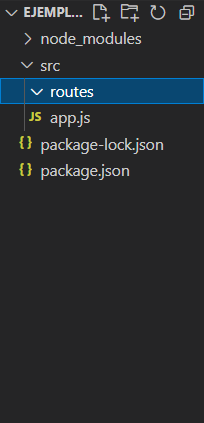 EJEMPL...
node_modules
src
routes
JS app.js
{} package-lock.json
{} package.json